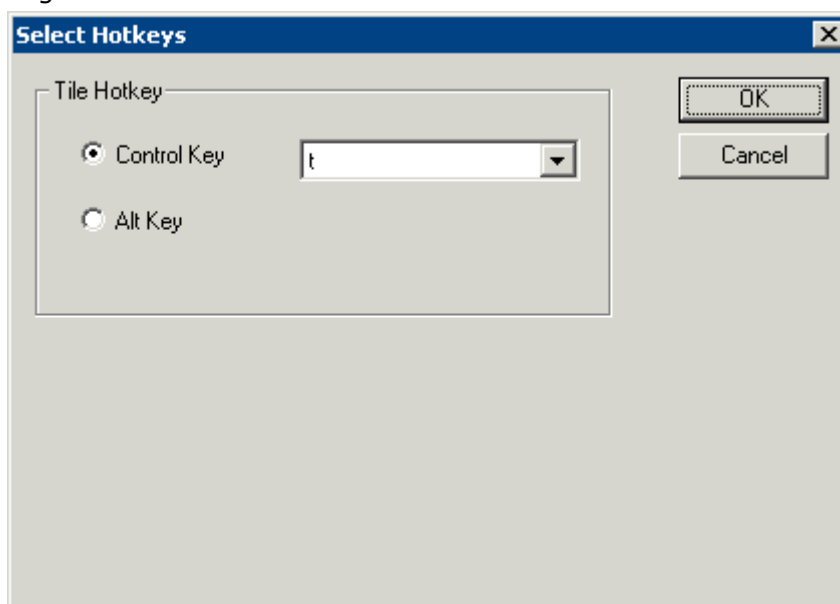 Select Hotkeys
Tile Hotkey
OK
Control Key
t
Cancel
Alt Key